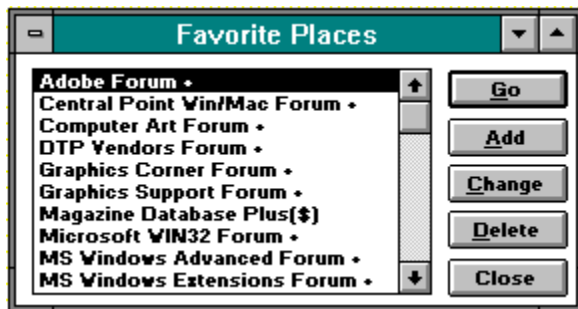 Favorite Places
Adobe Forum +
Central Point Win/Mac Forum +
Computer Art Forum +
DTP Vendors Forum +
Graphics Corner Forum +
Graphics Support Forum +
Magazine Database Plus($)
Microsoft WIN32 Forum +
MS Windows Advanced Forum +
MS Windows Extensions Forum +
Go
Add
Change
Delete
Close